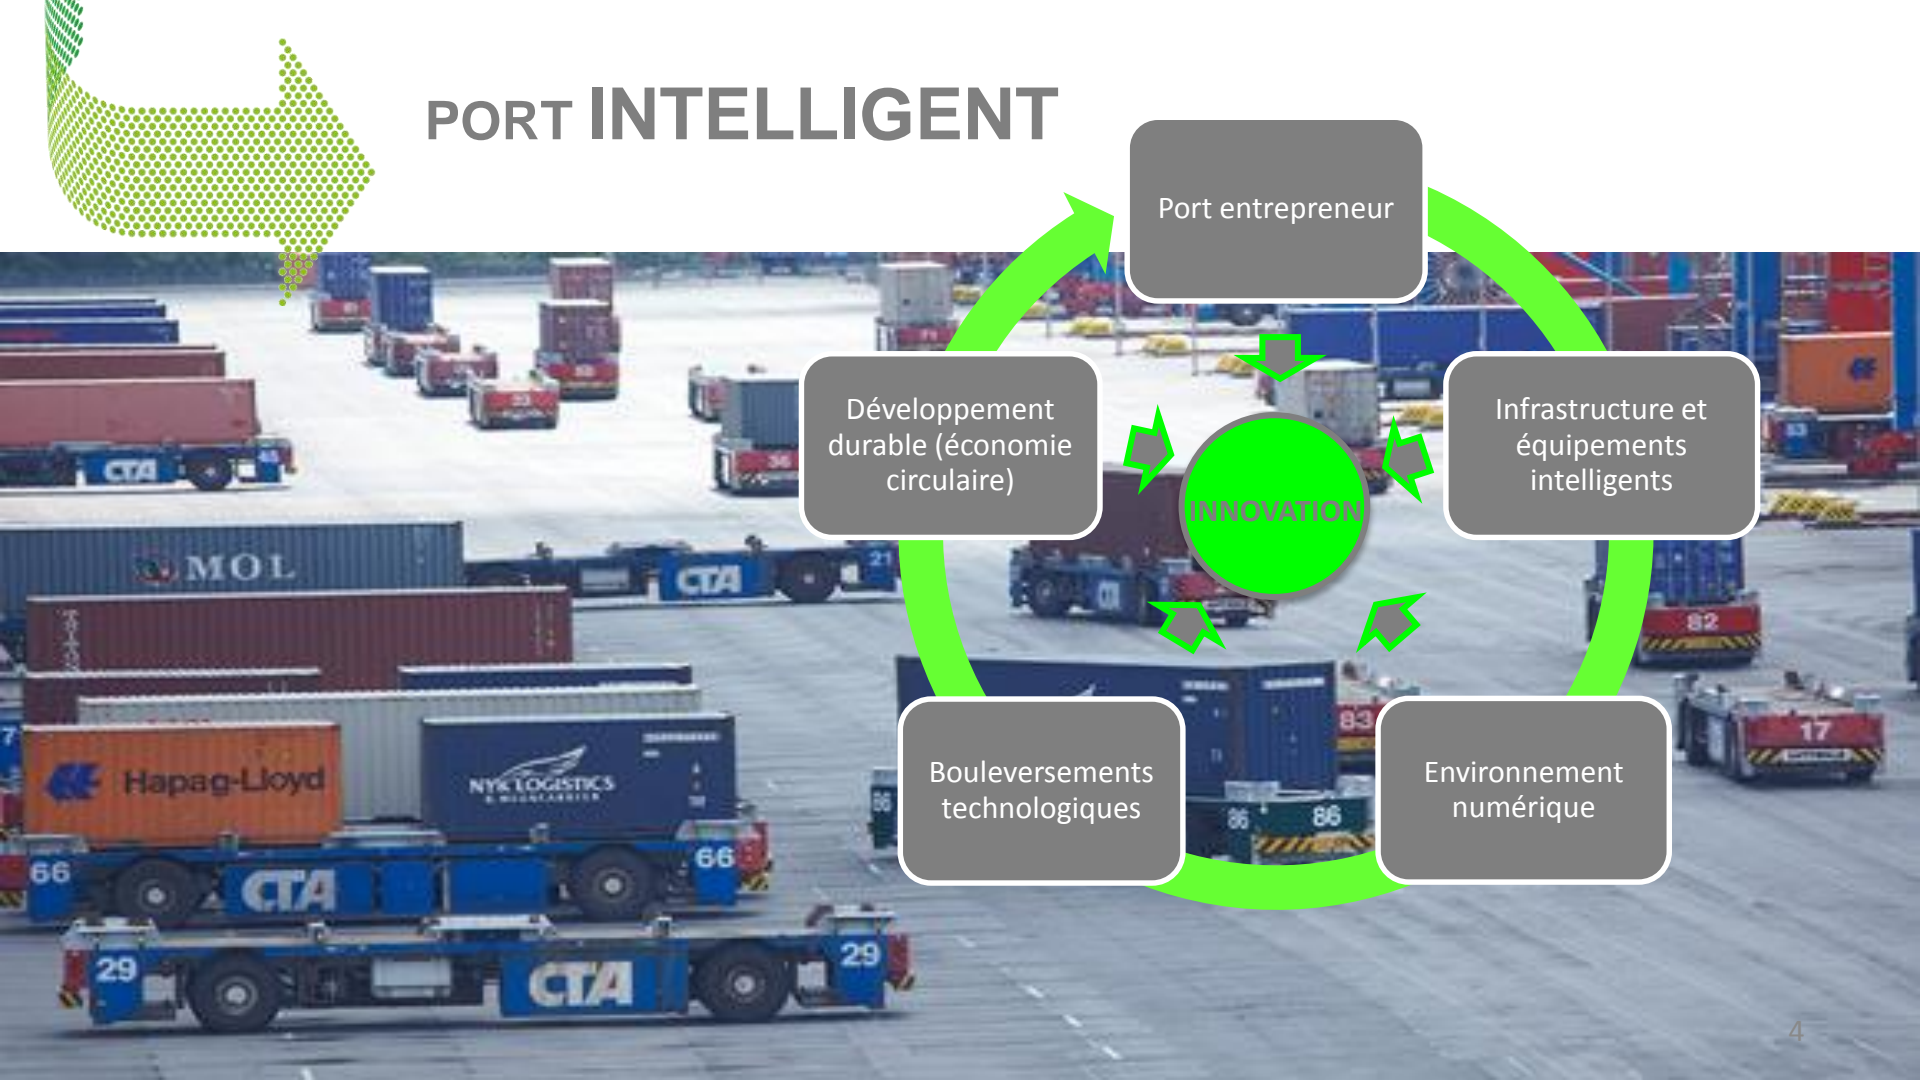 PORT INTELLIGENT
Port entrepreneur
Développement
durable (économie
circulaire)
Infrastructure et
équipements
intelligents
INNOVATION
Bouleversements
technologiques
Environnement
numérique
CTA
36
MOL
CTA
21
82
83
17
Hapag-Lloyd
NYK LOGISTICS
86
86
86
66
CTA
66
29
CTA
29
4